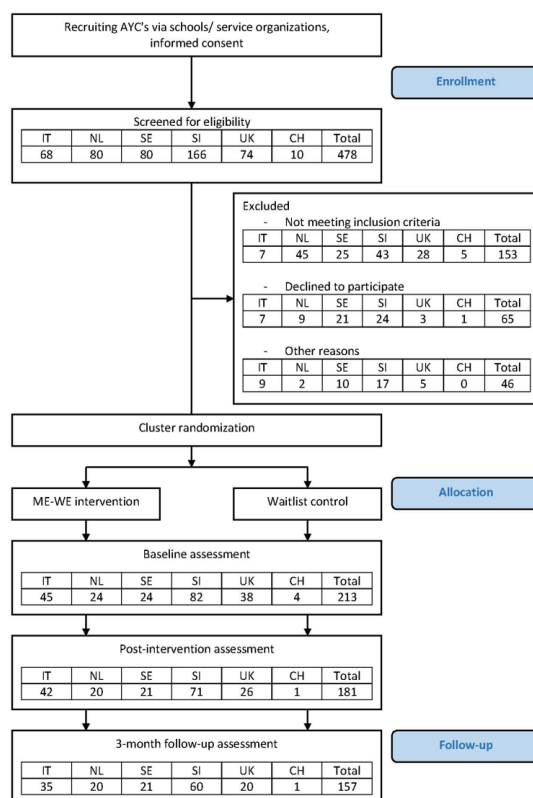 Recruiting AYC's via schools/ service organizations,
informed consent
Enrollment
Screened for eligibility
IT NL SE SI UK CH Total
68 80 80 166 74 10 478
Excluded
- Not meeting inclusion criteria
IT NL SE SI UK CH Total
7 45 25 43 28 5 153
- Declined to participate
IT NL SE SI UK CH Total
7 9 21 24 3 1 65
- Other reasons
IT NL SE SI UK CH Total
9 2 10 17 5 0 46
Cluster randomization
ME-WE intervention
Waitlist control
Allocation
Baseline assessment
IT NL SE SI UK CH Total
45 24 24 82 38 4 213
Post-intervention assessment
IT NL SE SI UK CH Total
42 20 21 71 26 1 181
3-month follow-up assessment
Follow-up
IT NL SE SI UK CH Total
35 20 21 60 20 1 157